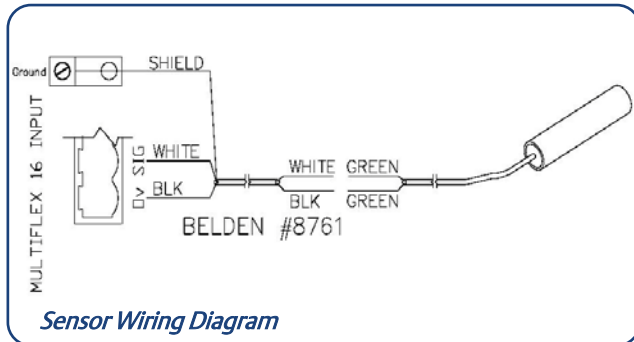 SHIELD
Ground
MULTIFLEX 16 INPUT
SIG WHITE
WHITE GREEN
0v BLK
BLK GREEN
BELDEN #8761
Sensor Wiring Diagram